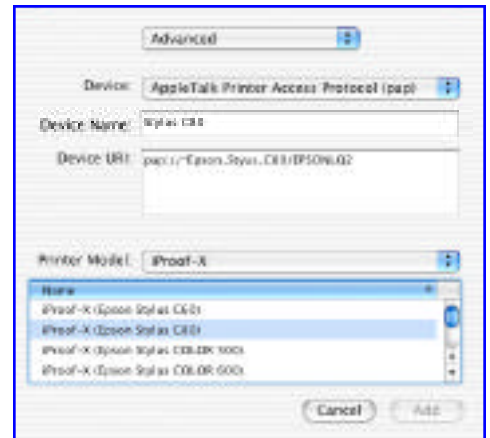 Advanced
Device: AppleTalk Printer Access Protocol (pap)
Device Name: Stylus C80
Device URI:
Printer Model: iProof-X
Name
iProof-X (Epson Stylus C60)
iProof-X (Epson Stylus C80)
iProof-X (Epson Stylus COLOR 500)
iProof-X (Epson Stylus COLOR 600)
Cancel Add